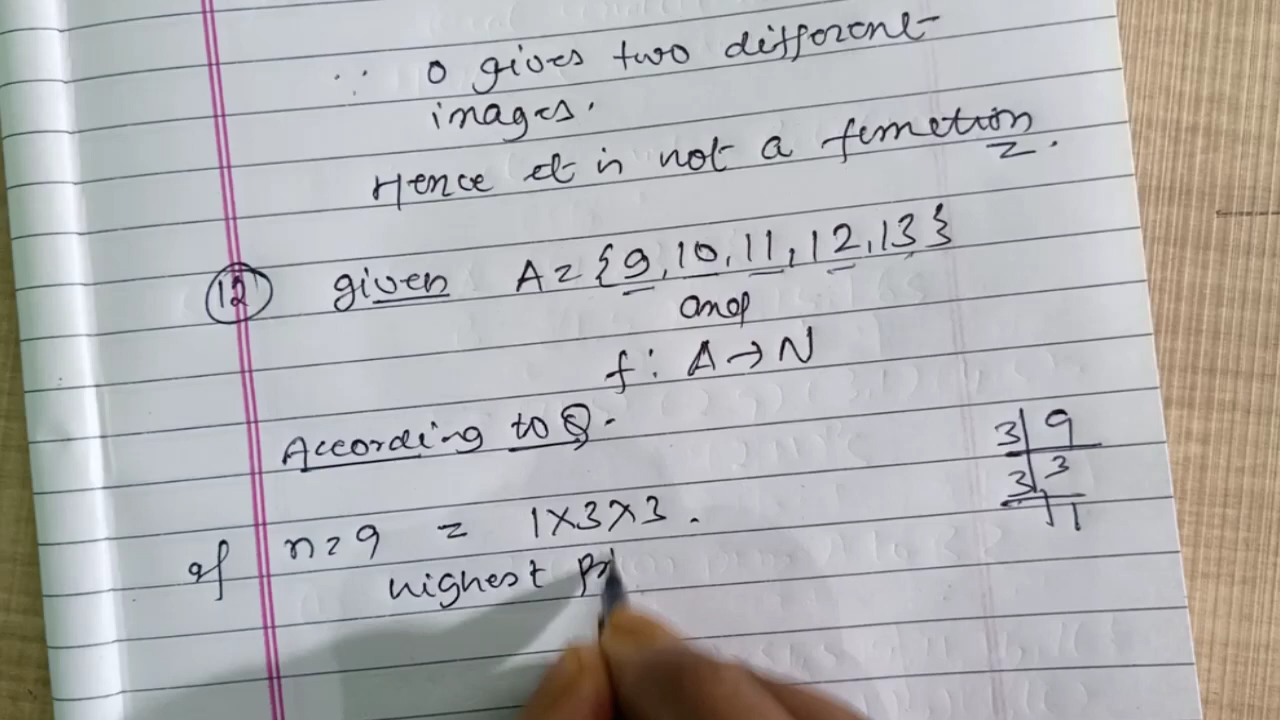 ∵ 0 gives two different
images.
Hence it is not a function.
(12) given A = {9, 10, 11, 12, 13}
and
f : A → N
According to Q.
3 | 9
3 | 3
1
if n = 9 = 1×3×3.
highest pri